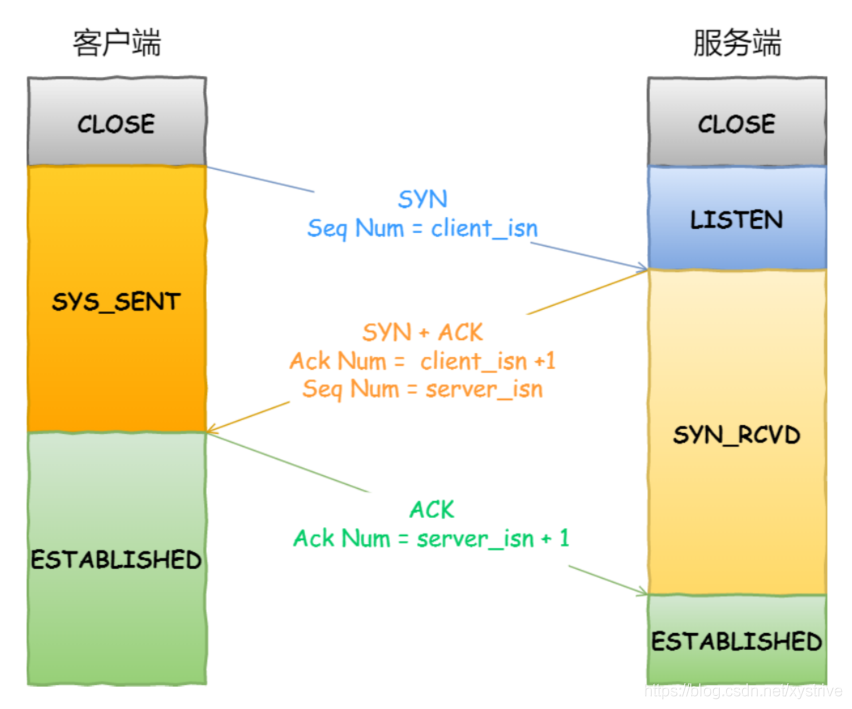 客户端
服务端
CLOSE
CLOSE
SYN
Seq Num = client_isn
LISTEN
SYS_SENT
SYN + ACK
Ack Num = client_isn +1
Seq Num = server_isn
SYN_RCVD
ACK
Ack Num = server_isn + 1
ESTABLISHED
ESTABLISHED
https://blog.csdn.net/xystrive